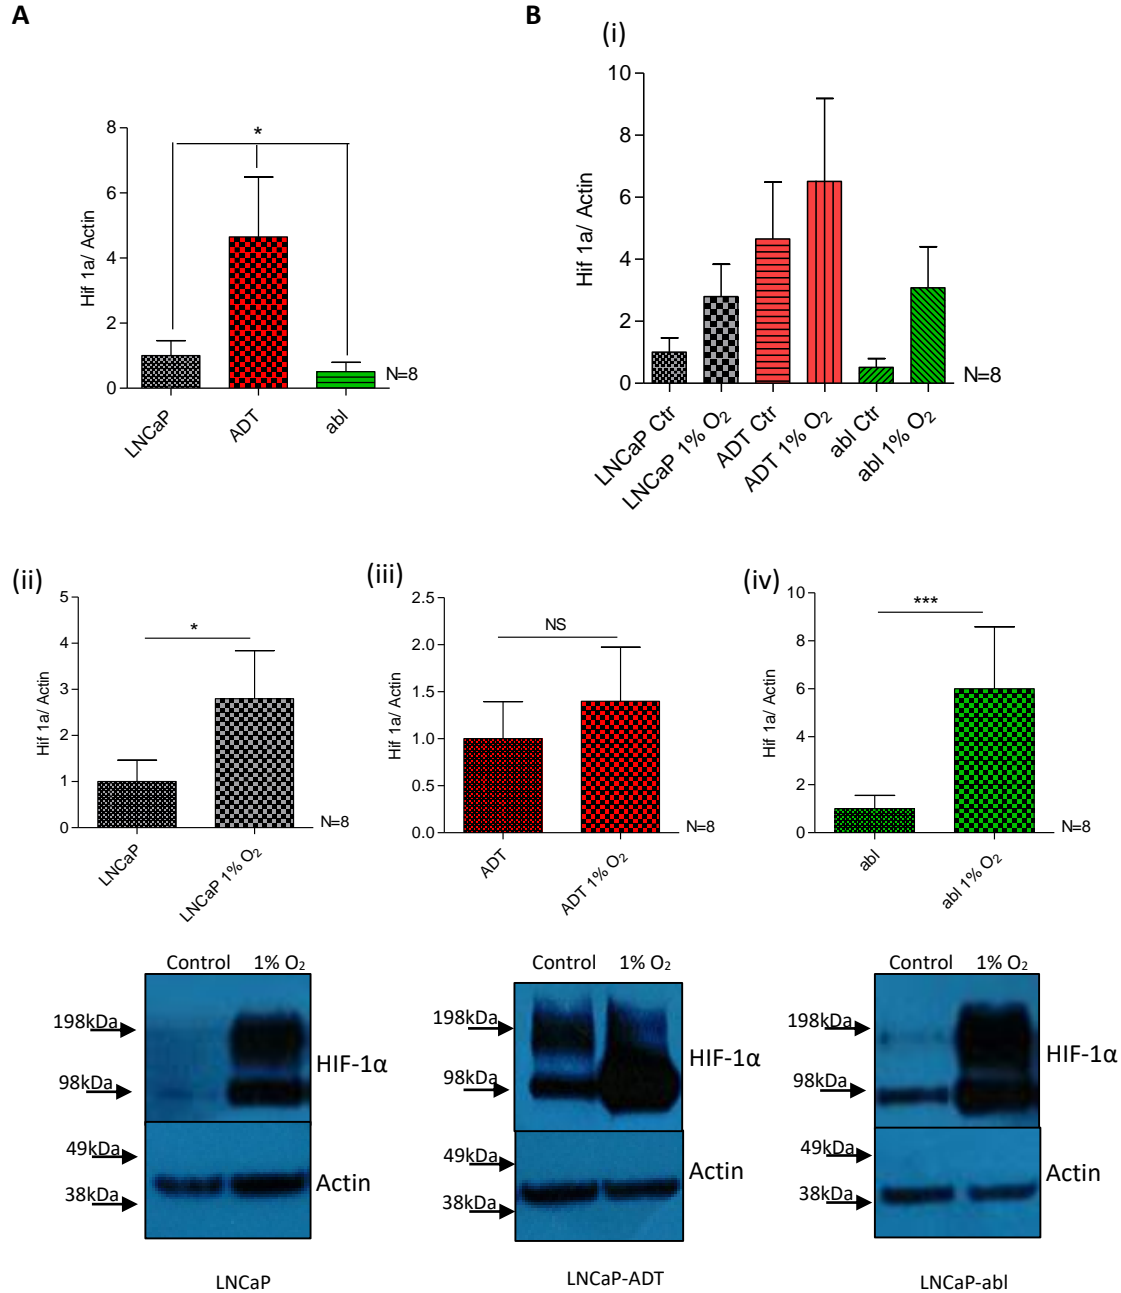 A
B
(i)
8
6
4
2
0
Hif 1a/ Actin
*
N=8
LNCaP
ADT
abl
10
8
6
4
2
0
Hif 1a/ Actin
N=8
LNCaP Ctr
LNCaP 1% O2
ADT Ctr
ADT 1% O2
abl Ctr
abl 1% O2
(ii)
5
4
3
2
1
0
Hif 1a/ Actin
*
N=8
LNCaP
LNCaP 1% O2
(iii)
2.5
2.0
1.5
1.0
0.5
0.0
Hif 1a/ Actin
NS
N=8
ADT
ADT 1% O2
(iv)
10
8
6
4
2
0
Hif 1a/ Actin
***
N=8
abl
abl 1% O2
Control 1% O2
198kDa
98kDa
HIF-1α
49kDa
38kDa
Actin
LNCaP
Control 1% O2
198kDa
98kDa
HIF-1α
49kDa
38kDa
Actin
LNCaP-ADT
Control 1% O2
198kDa
98kDa
HIF-1α
49kDa
38kDa
Actin
LNCaP-abl